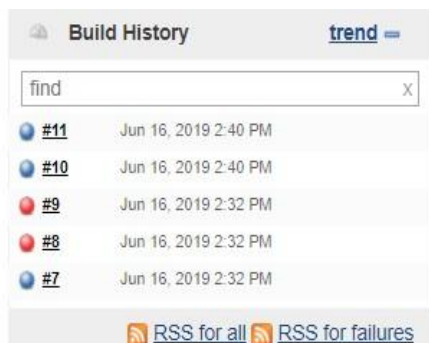 Build History trend
find x
#11 Jun 16, 2019 2:40 PM
#10 Jun 16, 2019 2:40 PM
#9 Jun 16, 2019 2:32 PM
#8 Jun 16, 2019 2:32 PM
#7 Jun 16, 2019 2:32 PM
RSS for all RSS for failures